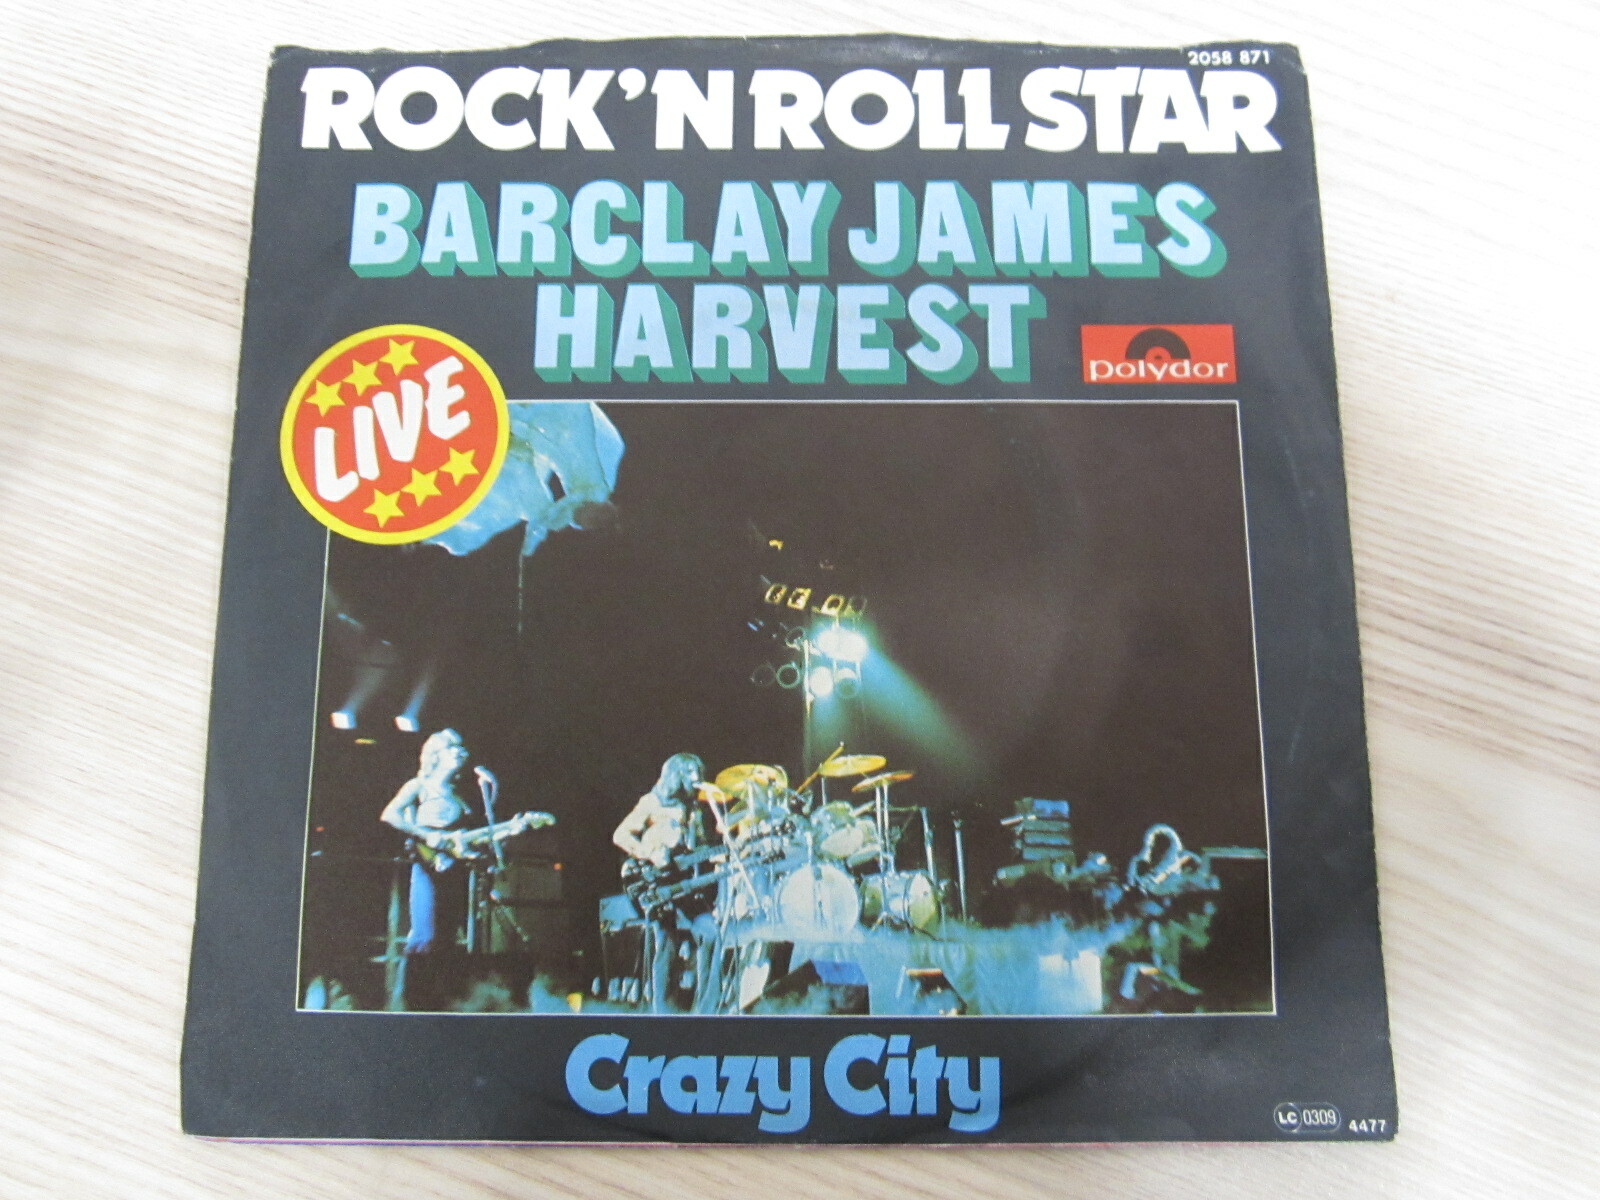 2058 871
ROCK'N ROLL STAR
BARCLAY JAMES
HARVEST
polydor
LIVE
Crazy City
LC 0309
4477